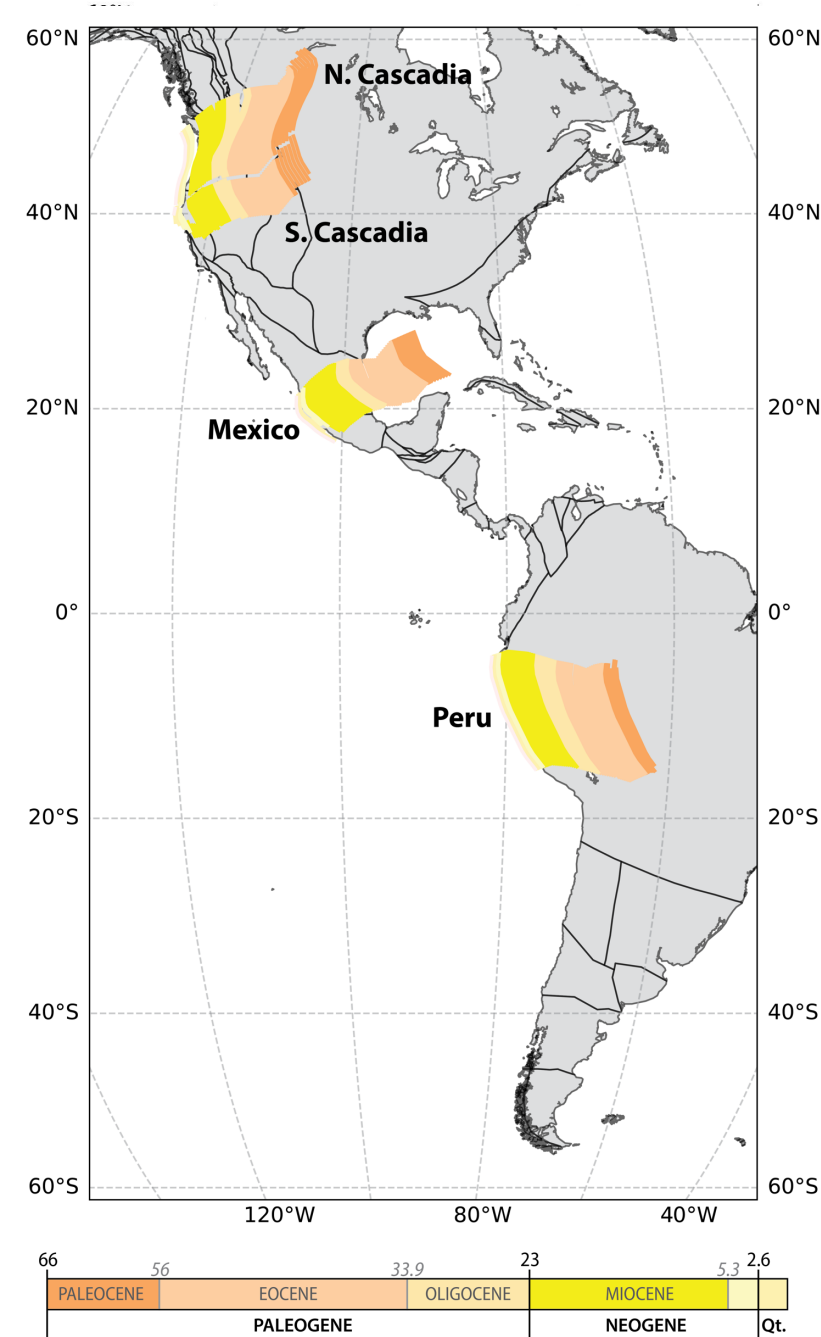 60°N 60°N
N. Cascadia
40°N 40°N
S. Cascadia
20°N 20°N
Mexico
0° 0°
Peru
20°S 20°S
40°S 40°S
60°S 60°S
120°W 80°W 40°W
66 56 33.9 23 5.3 2.6
PALEOCENE EOCENE OLIGOCENE MIOCENE
PALEOGENE NEOGENE Qt.